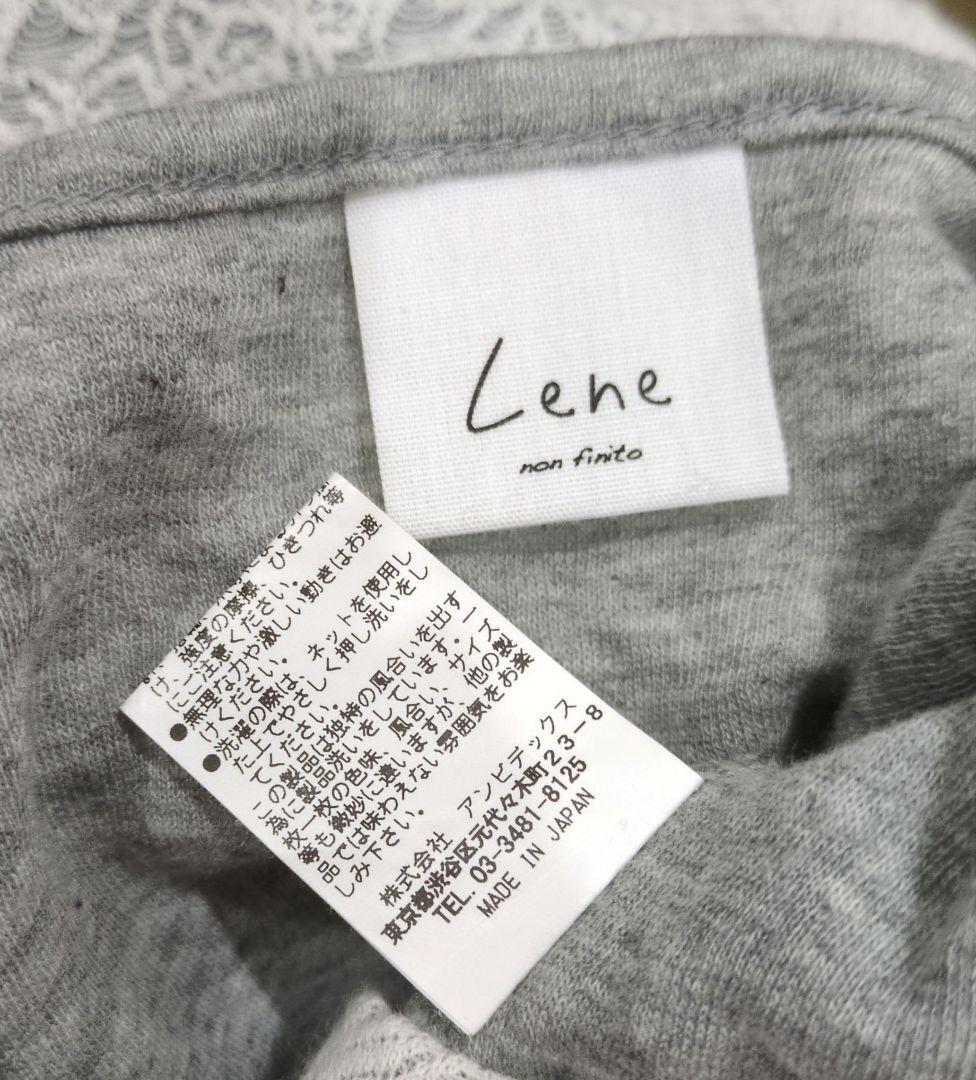 Lene
non finito
け、強度の摩擦、ひきつれ等
にご注意ください。
●無理な力や激しい動きはお避
けください。
●洗濯の際は、ネットを使用し
た上でやさしく押し洗いをし
てください。
この製品は独特の風合いを出す
為に製品洗いをしています。一
枚一枚の色味、風合い、サイズ
等も微妙に違いますが、他の製
品では味わえない雰囲気をお楽
しみ下さい。
株式会社 アンビデックス
東京都渋谷区元代々木町23-8
TEL. 03-3481-8125
MADE IN JAPAN